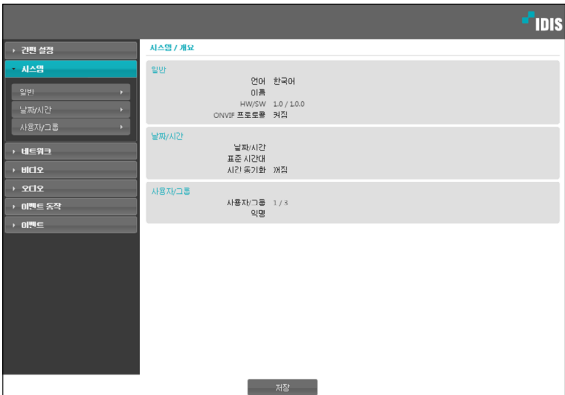 IDIS
간편 설정
시스템
일반
날짜/시간
사용자/그룹
네트워크
비디오
오디오
이벤트 동작
이벤트
시스템 / 개요
일반
언어 한국어
이름
HW/SW 1.0 / 1.0.0
ONVIF 프로토콜 켜짐
날짜/시간
날짜/시간
표준 시간대
시간 동기화 꺼짐
사용자/그룹
사용자/그룹 1 / 3
익명
저장